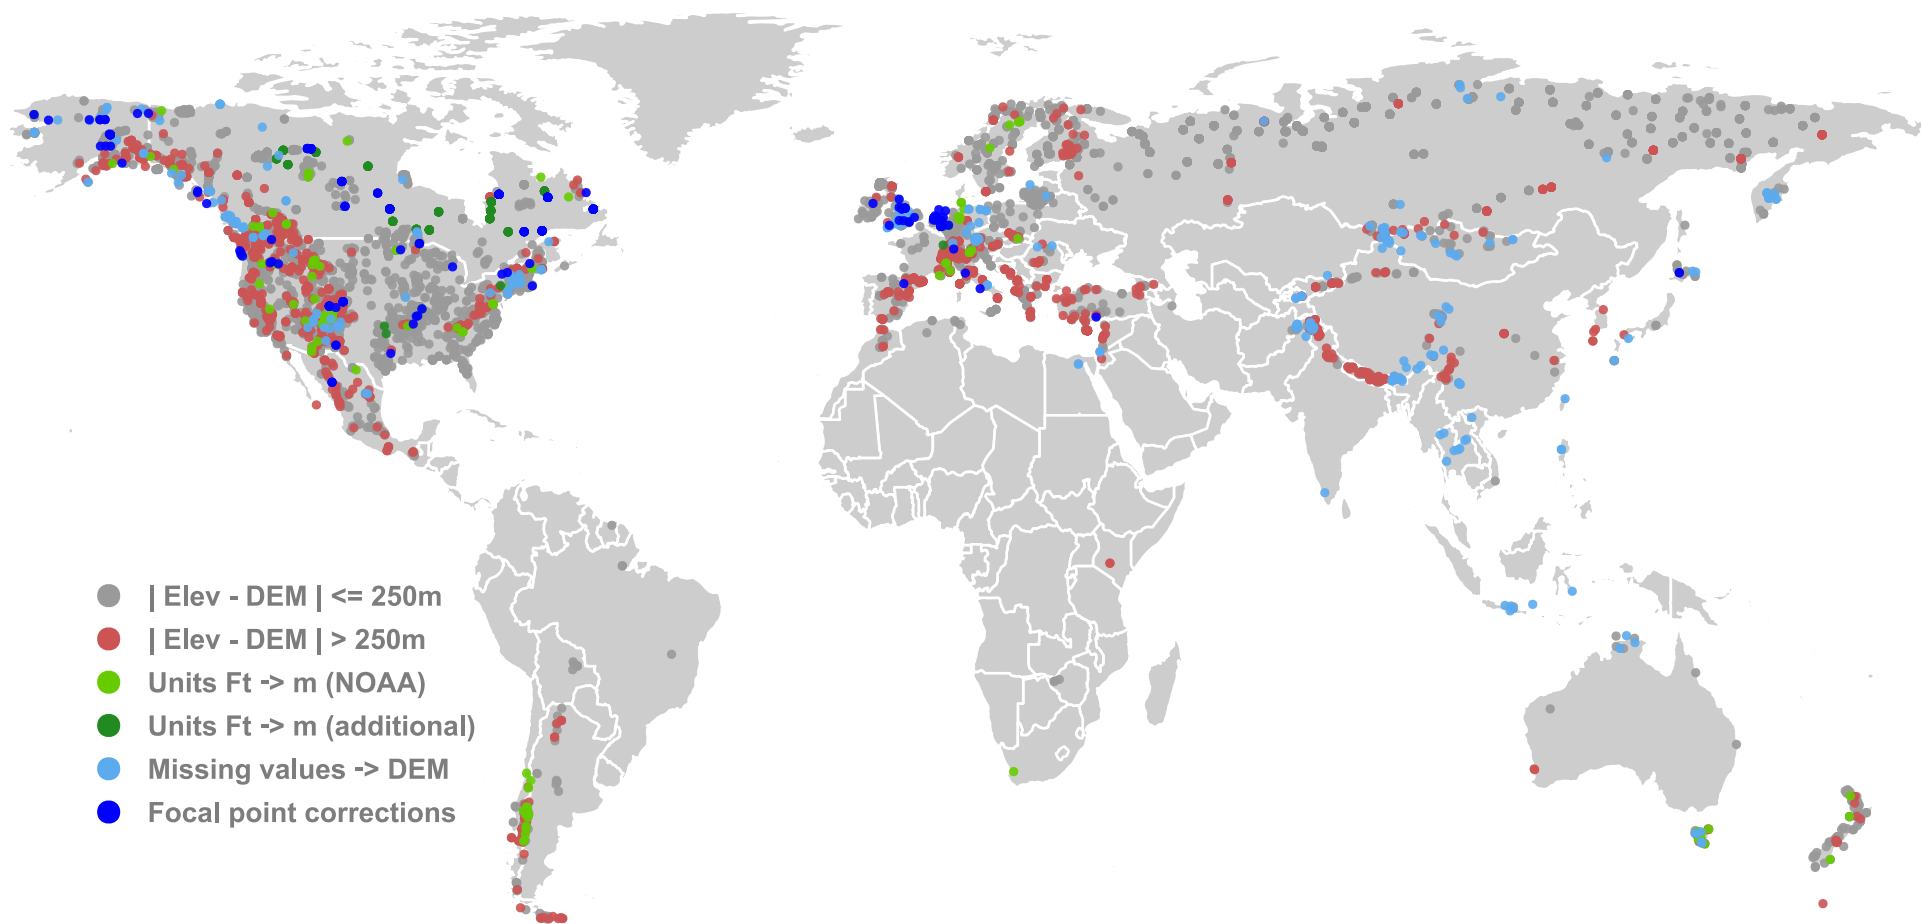 | Elev - DEM | <= 250m
| Elev - DEM | > 250m
Units Ft -> m (NOAA)
Units Ft -> m (additional)
Missing values -> DEM
Focal point corrections